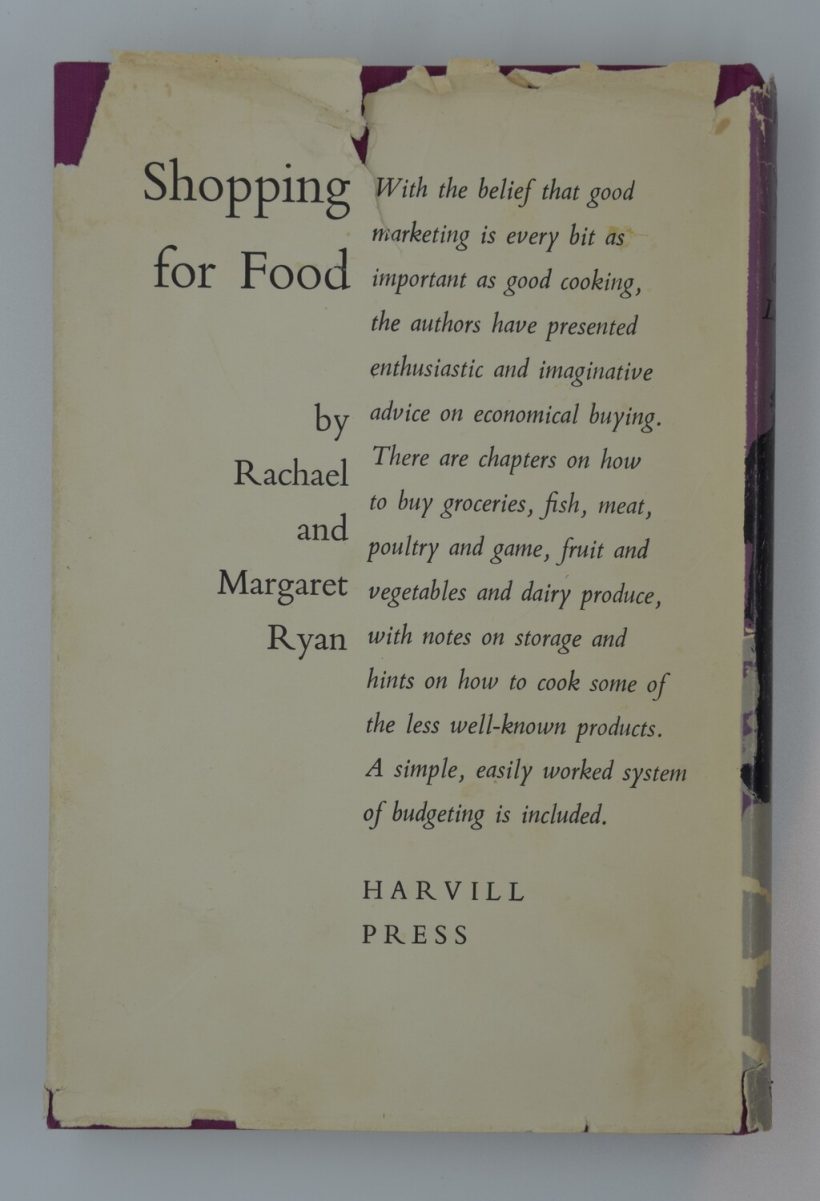 Shopping
for Food
by
Rachael
and
Margaret
Ryan
With the belief that good
marketing is every bit as
important as good cooking,
the authors have presented
enthusiastic and imaginative
advice on economical buying.
There are chapters on how
to buy groceries, fish, meat,
poultry and game, fruit and
vegetables and dairy produce,
with notes on storage and
hints on how to cook some of
the less well-known products.
A simple, easily worked system
of budgeting is included.
HARVILL
PRESS